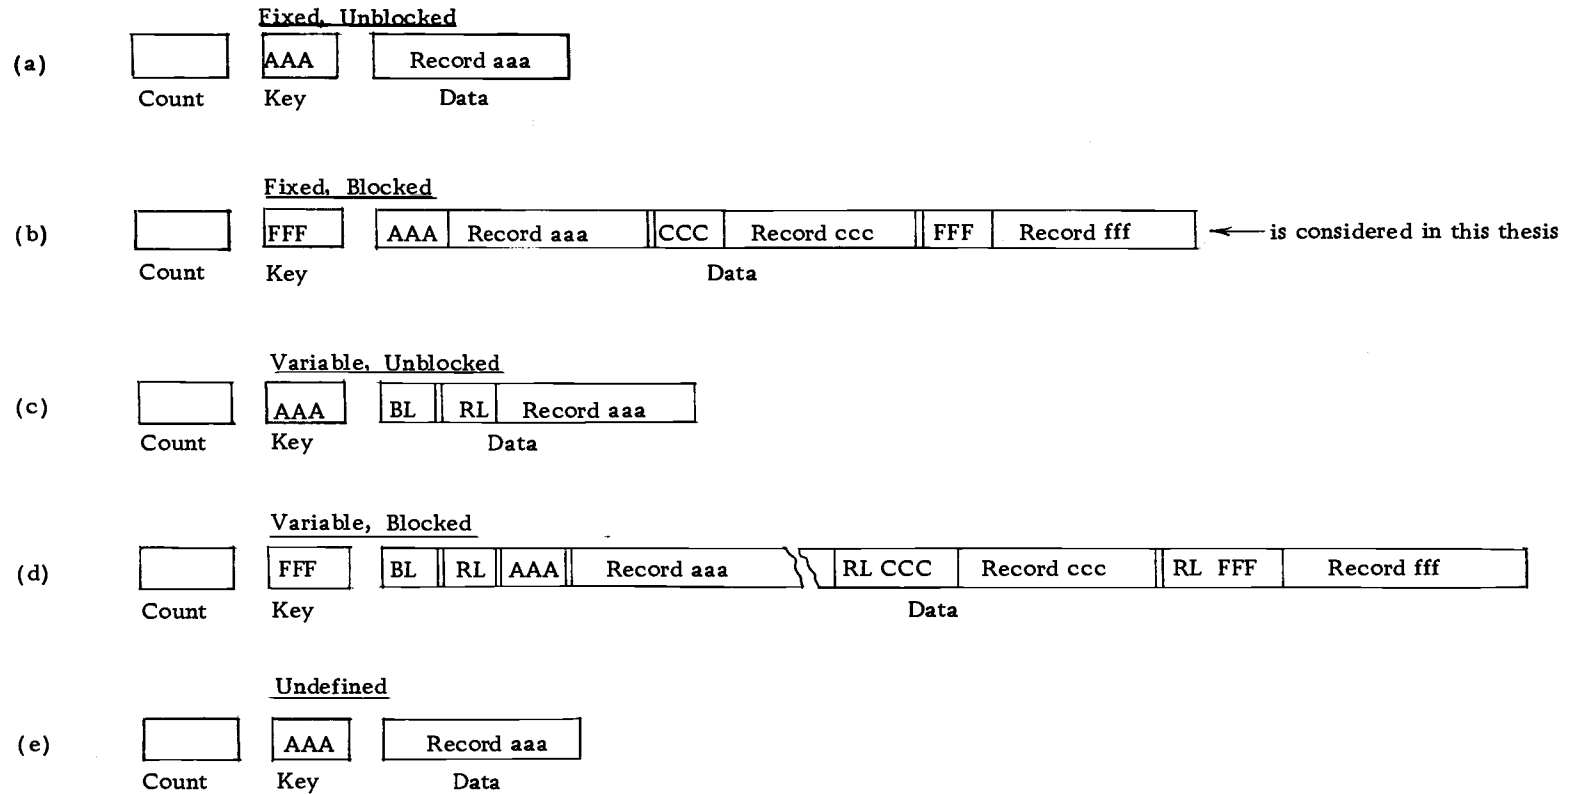 Fixed, Unblocked
(a) AAA Record aaa
Count Key Data
Fixed, Blocked
(b) FFF AAA Record aaa CCC Record ccc FFF Record fff is considered in this thesis
Count Key Data
Variable, Unblocked
(c) AAA BL RL Record aaa
Count Key Data
Variable, Blocked
(d) FFF BL RL AAA Record aaa RL CCC Record ccc RL FFF Record fff
Count Key Data
Undefined
(e) AAA Record aaa
Count Key Data